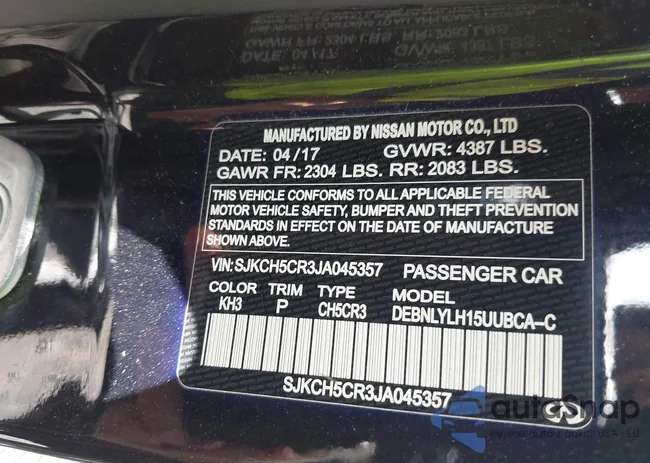 MANUFACTURED BY NISSAN MOTOR CO., LTD
DATE: 04/17 GVWR: 4387 LBS.
GAWR FR: 2304 LBS. RR: 2083 LBS.
THIS VEHICLE CONFORMS TO ALL APPLICABLE FEDERAL
MOTOR VEHICLE SAFETY, BUMPER AND THEFT PREVENTION
STANDARDS IN EFFECT ON THE DATE OF MANUFACTURE
SHOWN ABOVE.
VIN:SJKCH5CR3JA045357 PASSENGER CAR
COLOR TRIM TYPE MODEL
KH3 P CH5CR3 DEBNLYLH15UUBCA-C
SJKCH5CR3JA045357
autoSnap